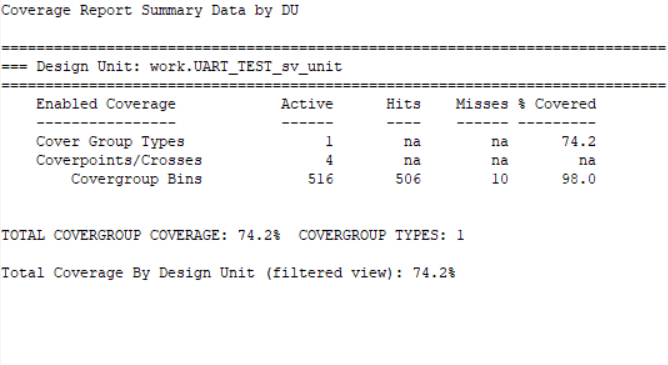 Coverage Report Summary Data by DU
=================================================================================
=== Design Unit: work.UART_TEST_sv_unit
=================================================================================
    Enabled Coverage            Active      Hits    Misses % Covered
    ----------------            ------      ----    ------ ---------
    Cover Group Types                1        na        na      74.2
    Coverpoints/Crosses              4        na        na        na
        Covergroup Bins            516       506        10      98.0
TOTAL COVERGROUP COVERAGE: 74.2%  COVERGROUP TYPES: 1
Total Coverage By Design Unit (filtered view): 74.2%